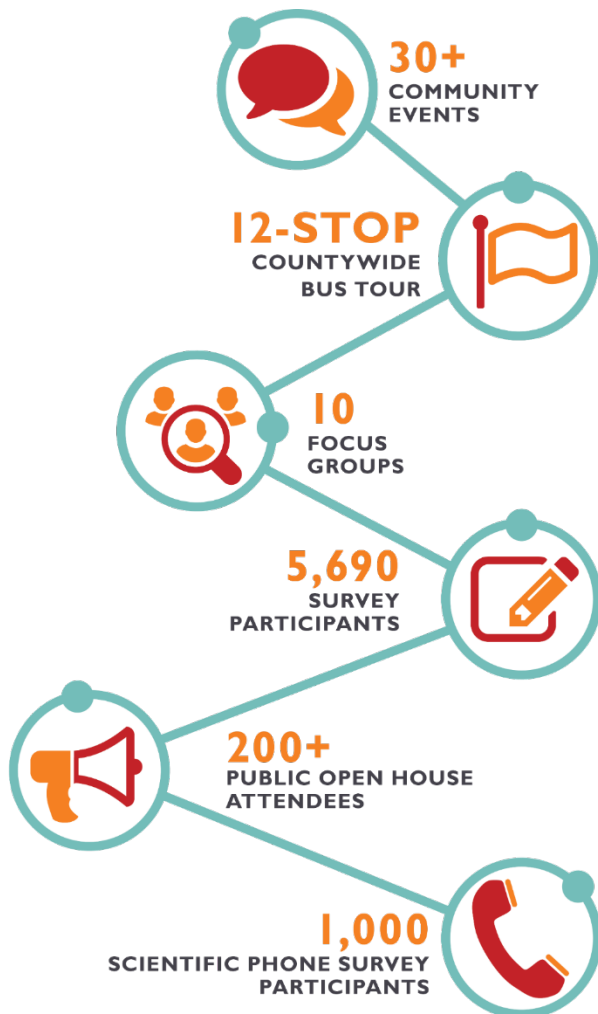 30+
COMMUNITY
EVENTS
12-STOP
COUNTYWIDE
BUS TOUR
10
FOCUS
GROUPS
5,690
SURVEY
PARTICIPANTS
200+
PUBLIC OPEN HOUSE
ATTENDEES
1,000
SCIENTIFIC PHONE SURVEY
PARTICIPANTS